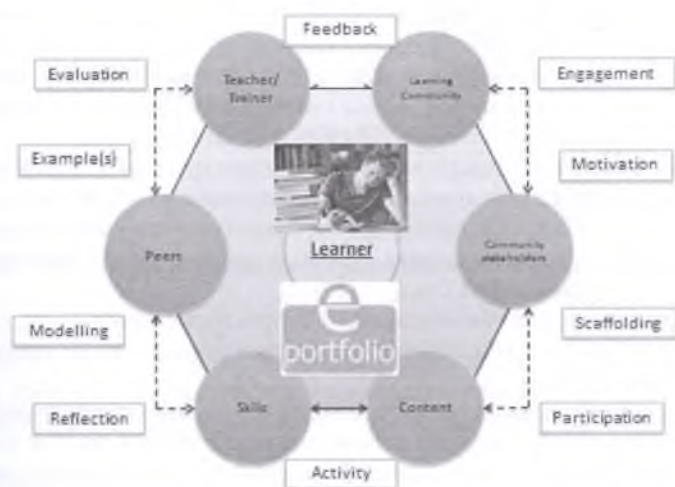 Feedback
Evaluation
Teacher/
Trainer
Learning
Community
Engagement
Example(s)
Motivation
Learner
Peers
Community
stakeholders
e
portfolio
Modelling
Scaffolding
Skills
Content
Reflection
Participation
Activity